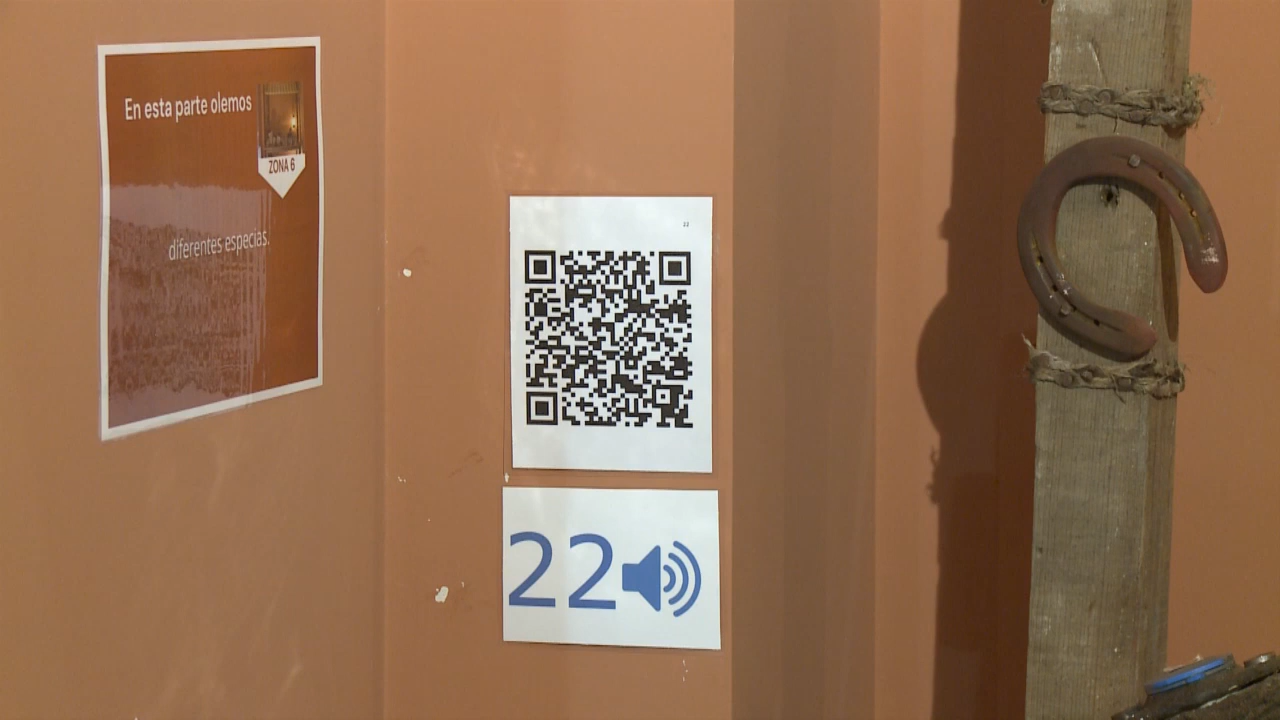 En esta parte olemos
ZONA 6
diferentes especias.
22
22